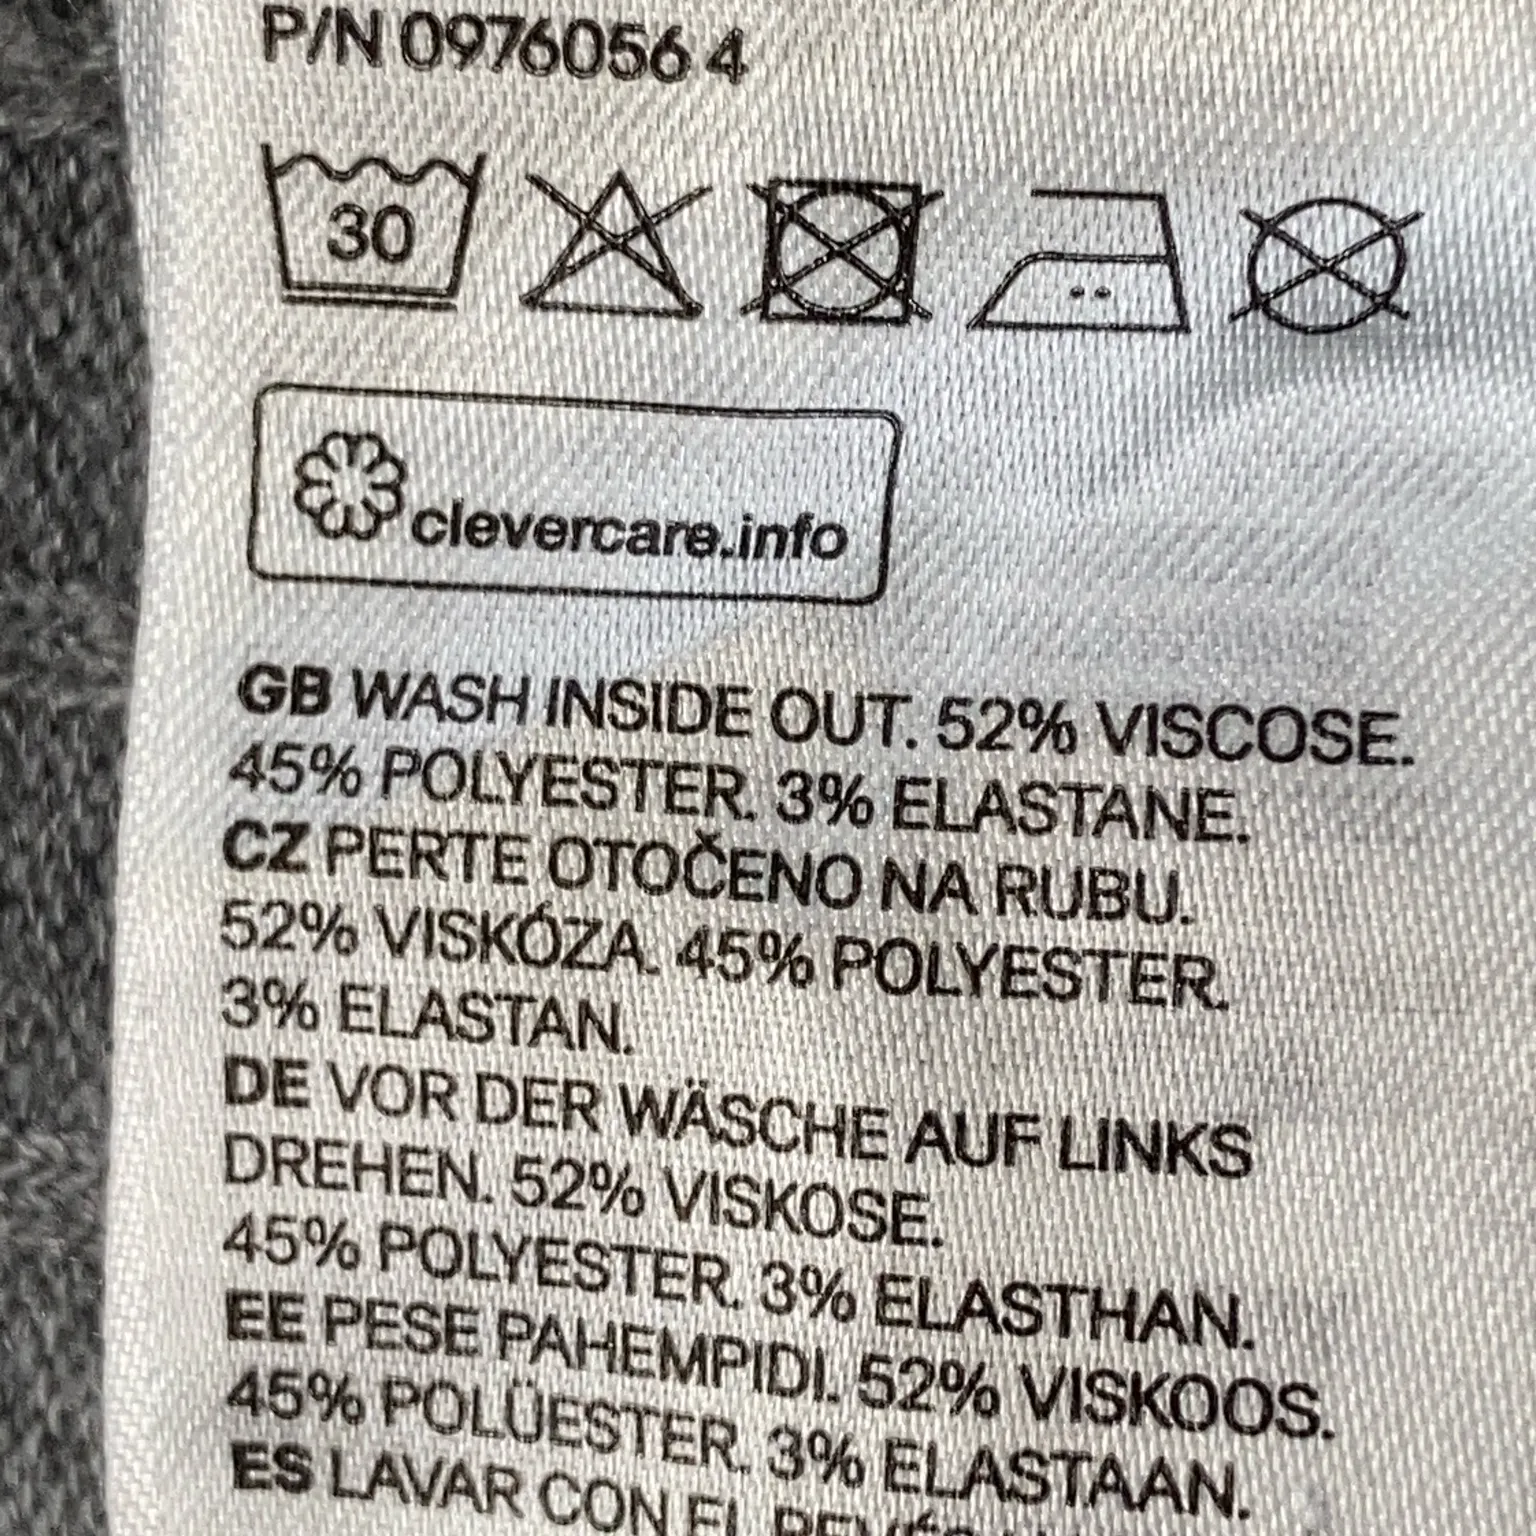 P/N 0976056 4
30
clevercare.info
GB WASH INSIDE OUT. 52% VISCOSE.
45% POLYESTER. 3% ELASTANE.
CZ PERTE OTOČENO NA RUBU.
52% VISKÓZA. 45% POLYESTER.
3% ELASTAN.
DE VOR DER WÄSCHE AUF LINKS
DREHEN. 52% VISKOSE.
45% POLYESTER. 3% ELASTHAN.
EE PESE PAHEMPIDI. 52% VISKOOS.
45% POLÜESTER. 3% ELASTAAN.
ES LAVAR CON EL REVÉS